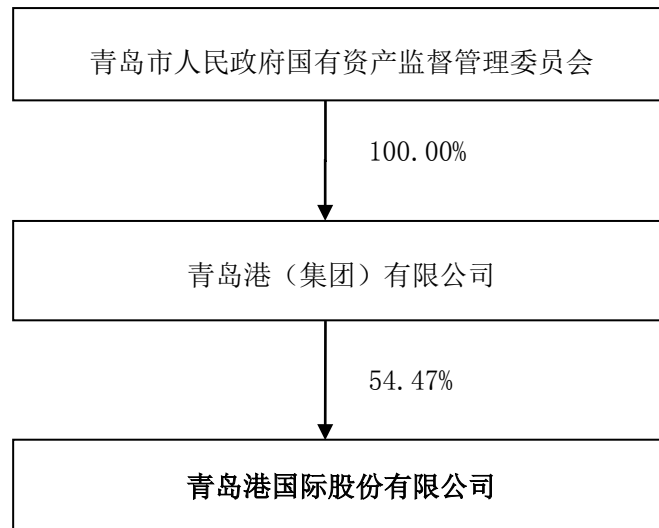 青岛市人民政府国有资产监督管理委员会
100.00%
青岛港（集团）有限公司
54.47%
青岛港国际股份有限公司